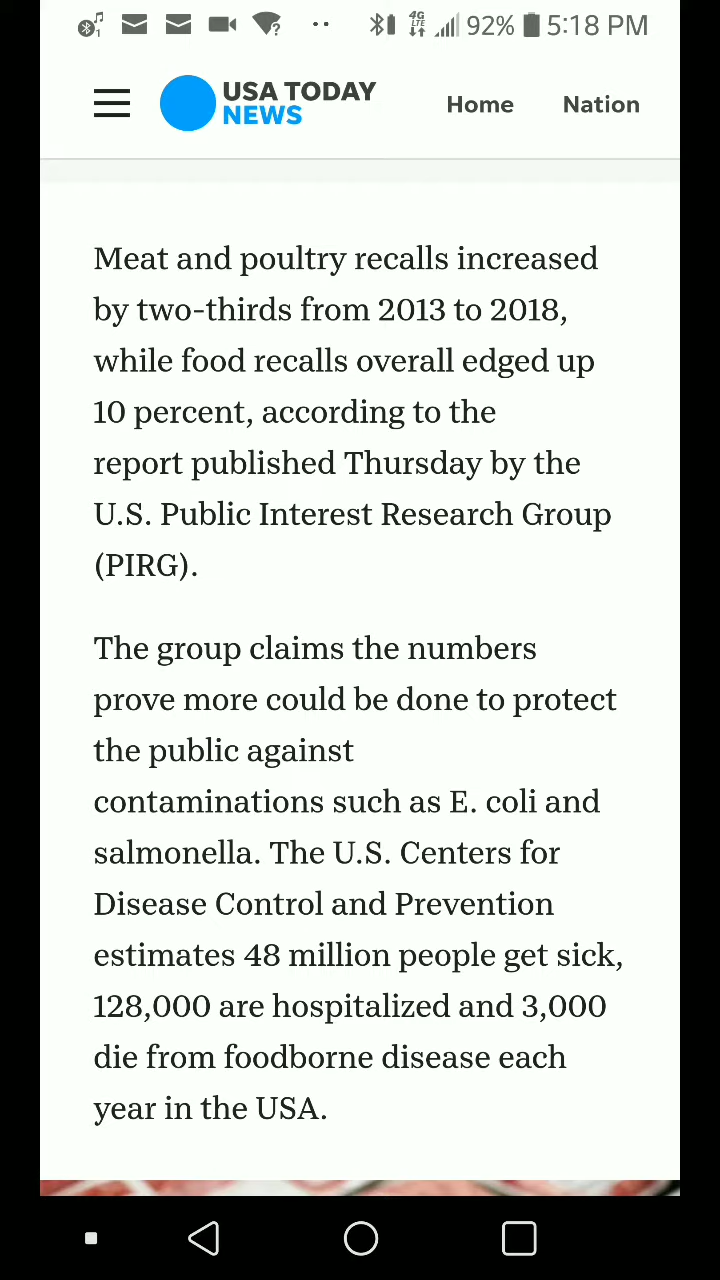 4G
LTE
92%
5:18 PM
USA TODAY
NEWS
Home
Nation
Meat and poultry recalls increased
by two-thirds from 2013 to 2018,
while food recalls overall edged up
10 percent, according to the
report published Thursday by the
U.S. Public Interest Research Group
(PIRG).
The group claims the numbers
prove more could be done to protect
the public against
contaminations such as E. coli and
salmonella. The U.S. Centers for
Disease Control and Prevention
estimates 48 million people get sick,
128,000 are hospitalized and 3,000
die from foodborne disease each
year in the USA.